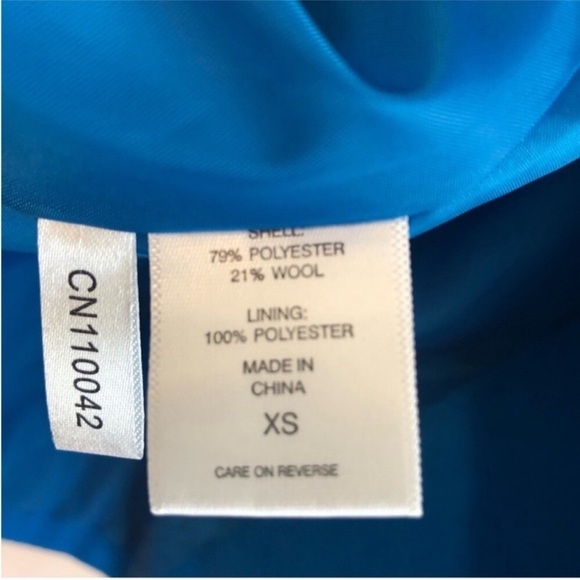 CN110042
SHELL:
79% POLYESTER
21% WOOL
LINING:
100% POLYESTER
MADE IN
CHINA
XS
CARE ON REVERSE